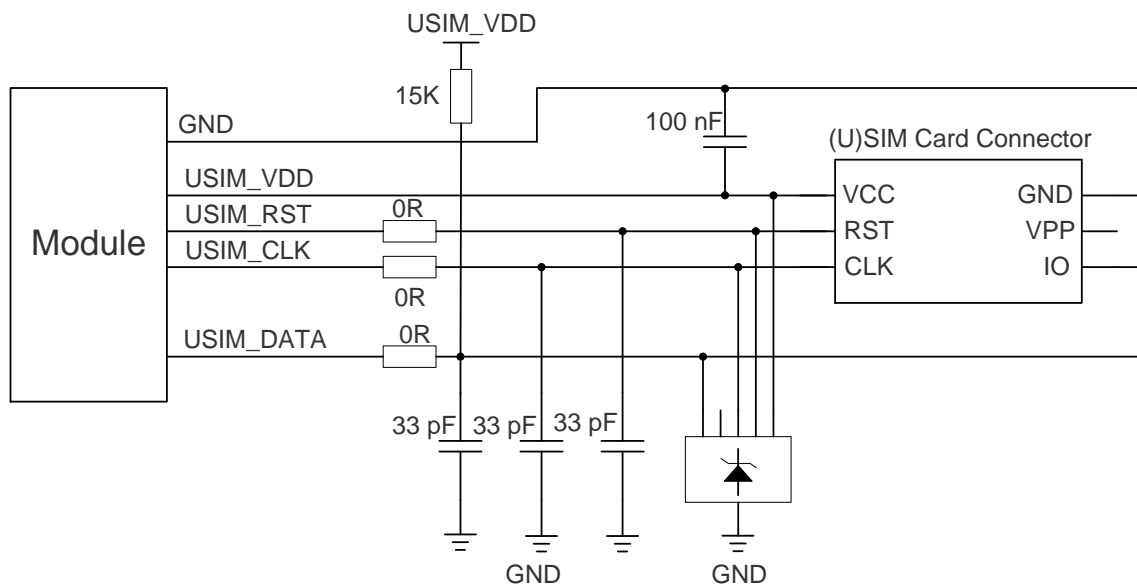 USIM_VDD
15K
GND
100 nF
(U)SIM Card Connector
USIM_VDD
VCC
GND
USIM_RST
0R
RST
VPP
Module
USIM_CLK
CLK
IO
0R
USIM_DATA
0R
33 pF
33 pF
33 pF
GND
GND